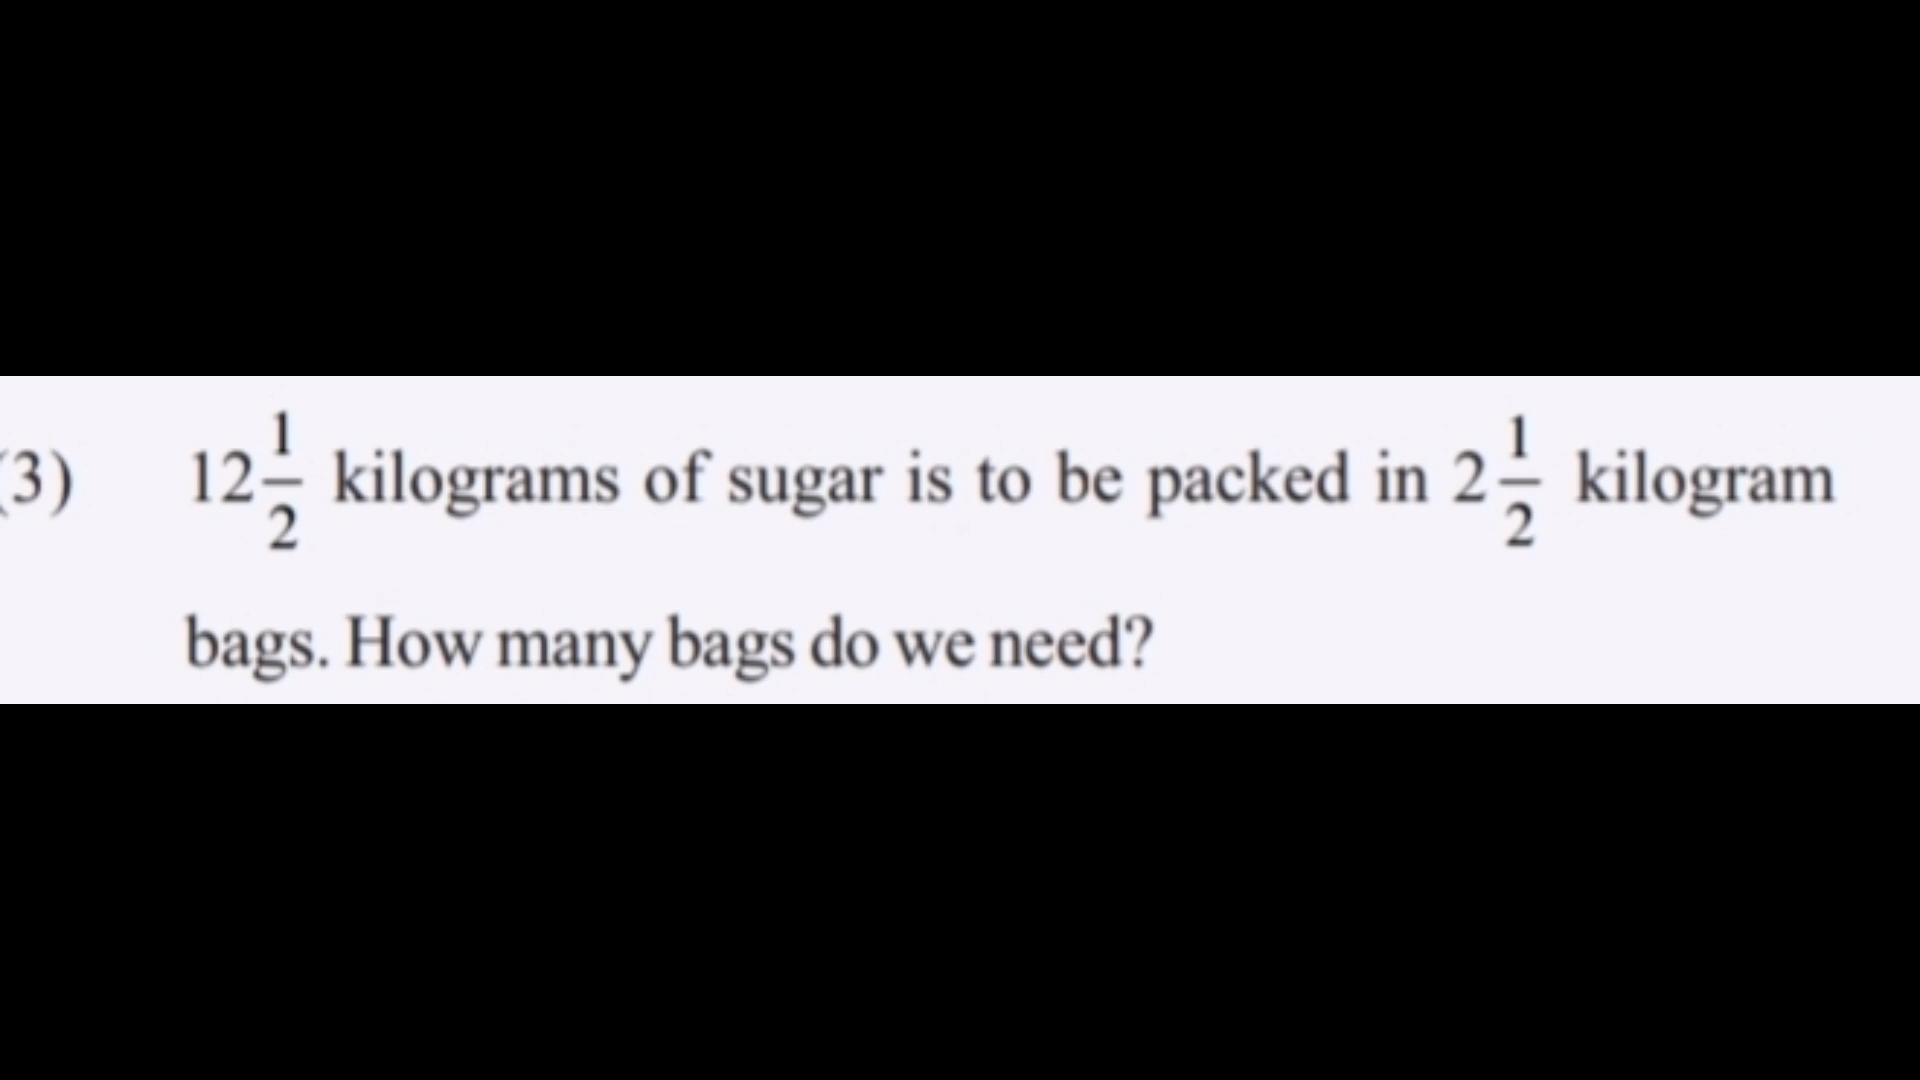 (3) 12 1/2 kilograms of sugar is to be packed in 2 1/2 kilogram
bags. How many bags do we need?